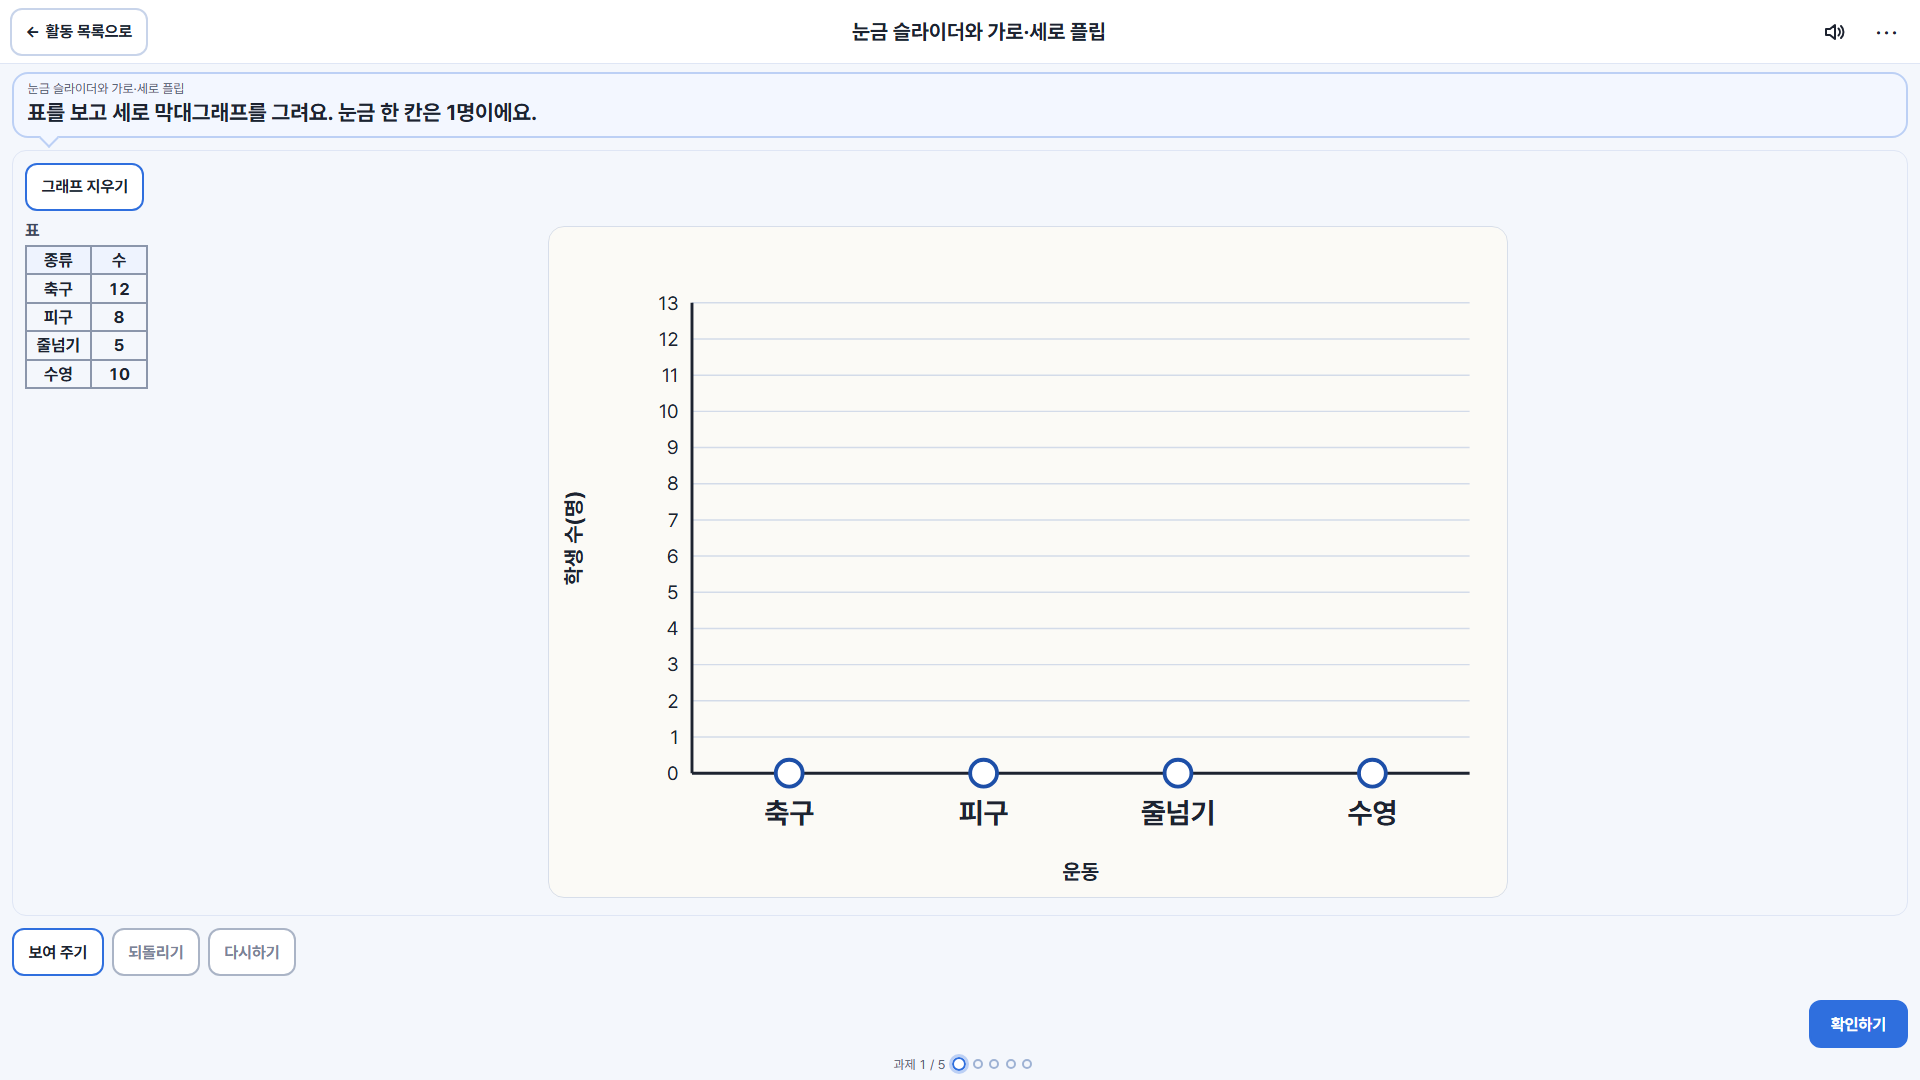 ← 활동 목록으로
눈금 슬라이더와 가로·세로 플립
눈금 슬라이더와 가로·세로 플립
표를 보고 세로 막대그래프를 그려요. 눈금 한 칸은 1명이에요.
그래프 지우기
표
종류 수
축구 12
피구 8
줄넘기 5
수영 10
학생 수(명)
13
12
11
10
9
8
7
6
5
4
3
2
1
0
축구 피구 줄넘기 수영
운동
보여 주기 되돌리기 다시하기
확인하기
과제 1 / 5